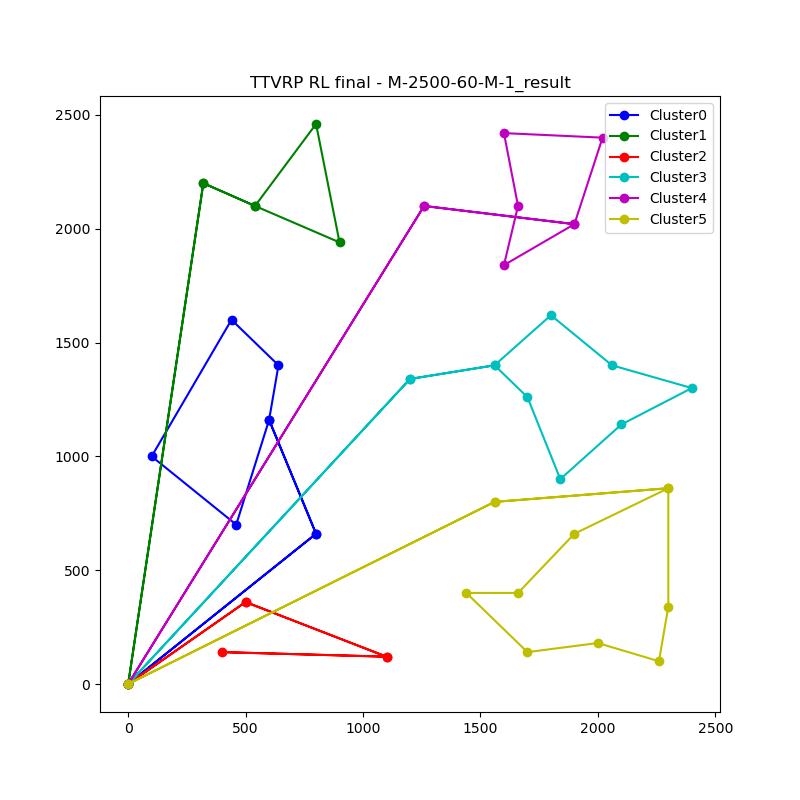 TTVRP RL final - M-2500-60-M-1_result
Cluster0
Cluster1
Cluster2
Cluster3
Cluster4
Cluster5
2500
2000
1500
1000
500
0
0 500 1000 1500 2000 2500